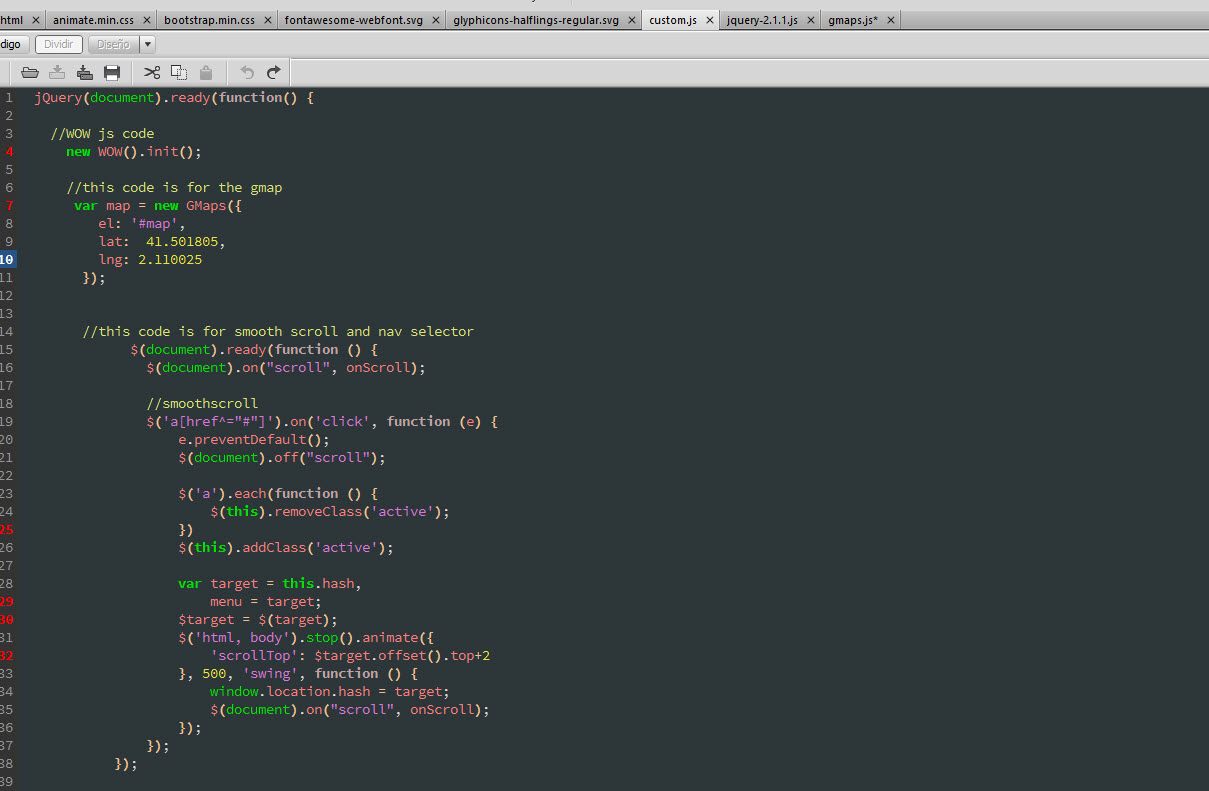 html × animate.min.css × bootstrap.min.css × fontawesome-webfont.svg × glyphicons-halflings-regular.svg × custom.js × jquery-2.1.1.js × gmaps.js* ×
digo Dividir Diseño
1 jQuery(document).ready(function() {
2
3 //WOW js code
4 new WOW().init();
5
6 //this code is for the gmap
7 var map = new GMaps({
8 el: '#map',
9 lat: 41.501805,
10 lng: 2.110025
11 });
12
13
14 //this code is for smooth scroll and nav selector
15 $(document).ready(function () {
16 $(document).on("scroll", onScroll);
17
18 //smoothscroll
19 $('a[href^="#"]').on('click', function (e) {
20 e.preventDefault();
21 $(document).off("scroll");
22
23 $('a').each(function () {
24 $(this).removeClass('active');
25 })
26 $(this).addClass('active');
27
28 var target = this.hash,
29 menu = target;
30 $target = $(target);
31 $('html, body').stop().animate({
32 'scrollTop': $target.offset().top+2
33 }, 500, 'swing', function () {
34 window.location.hash = target;
35 $(document).on("scroll", onScroll);
36 });
37 });
38 });
39